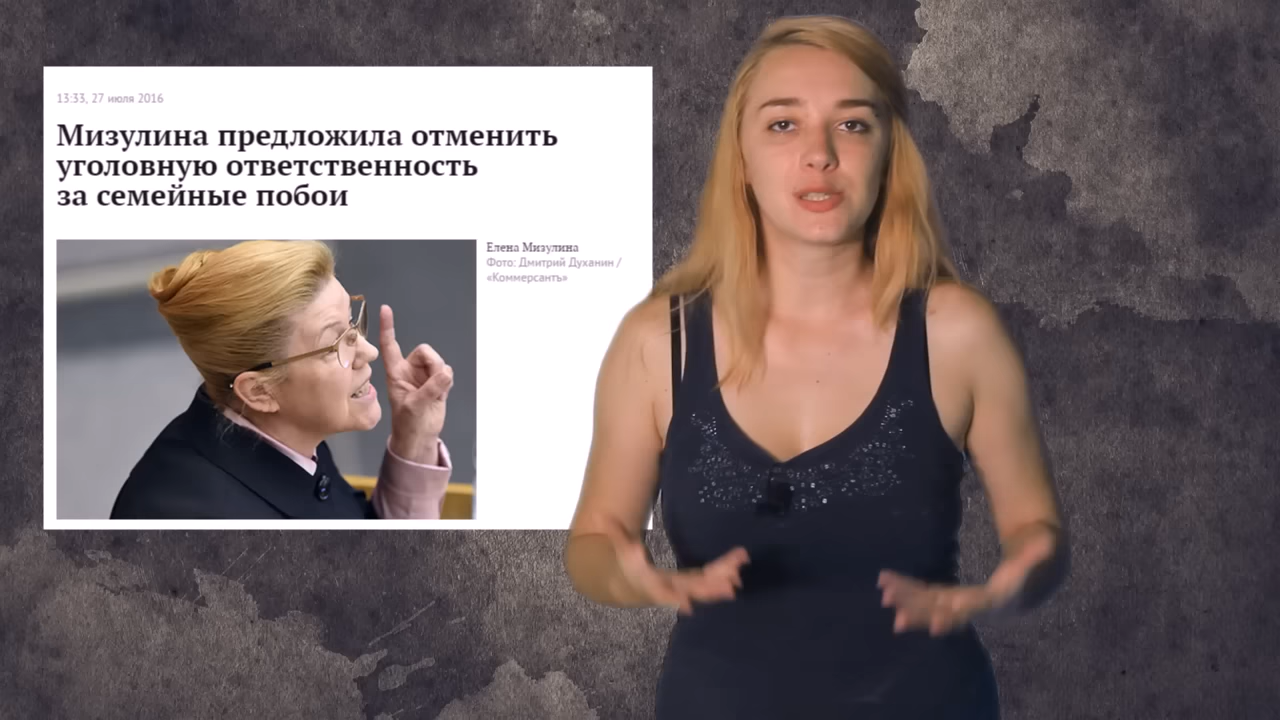 13:33, 27 июля 2016
Мизулина предложила отменить
уголовную ответственность
за семейные побои
Елена Мизулина
Фото: Дмитрий Духанин /
«Коммерсантъ»